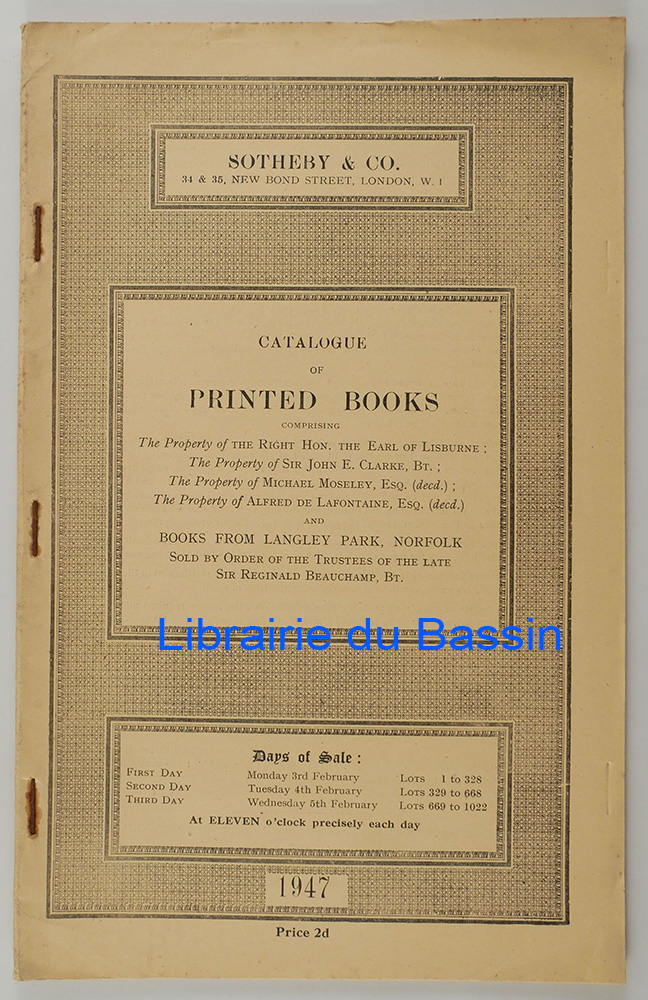 SOTHEBY & CO.
34 & 35, NEW BOND STREET, LONDON, W. 1
CATALOGUE
OF
PRINTED BOOKS
COMPRISING
The Property of THE RIGHT HON. THE EARL OF LISBURNE ;
The Property of SIR JOHN E. CLARKE, BT. ;
The Property of MICHAEL MOSELEY, ESQ. (decd.) ;
The Property of ALFRED DE LAFONTAINE, ESQ. (decd.)
AND
BOOKS FROM LANGLEY PARK, NORFOLK
SOLD BY ORDER OF THE TRUSTEES OF THE LATE
SIR REGINALD BEAUCHAMP, BT.
Librairie du Bassin
Days of Sale :
FIRST DAY Monday 3rd February LOTS 1 to 328
SECOND DAY Tuesday 4th February LOTS 329 to 668
THIRD DAY Wednesday 5th February LOTS 669 to 1022
At ELEVEN o'clock precisely each day
1947
Price 2d